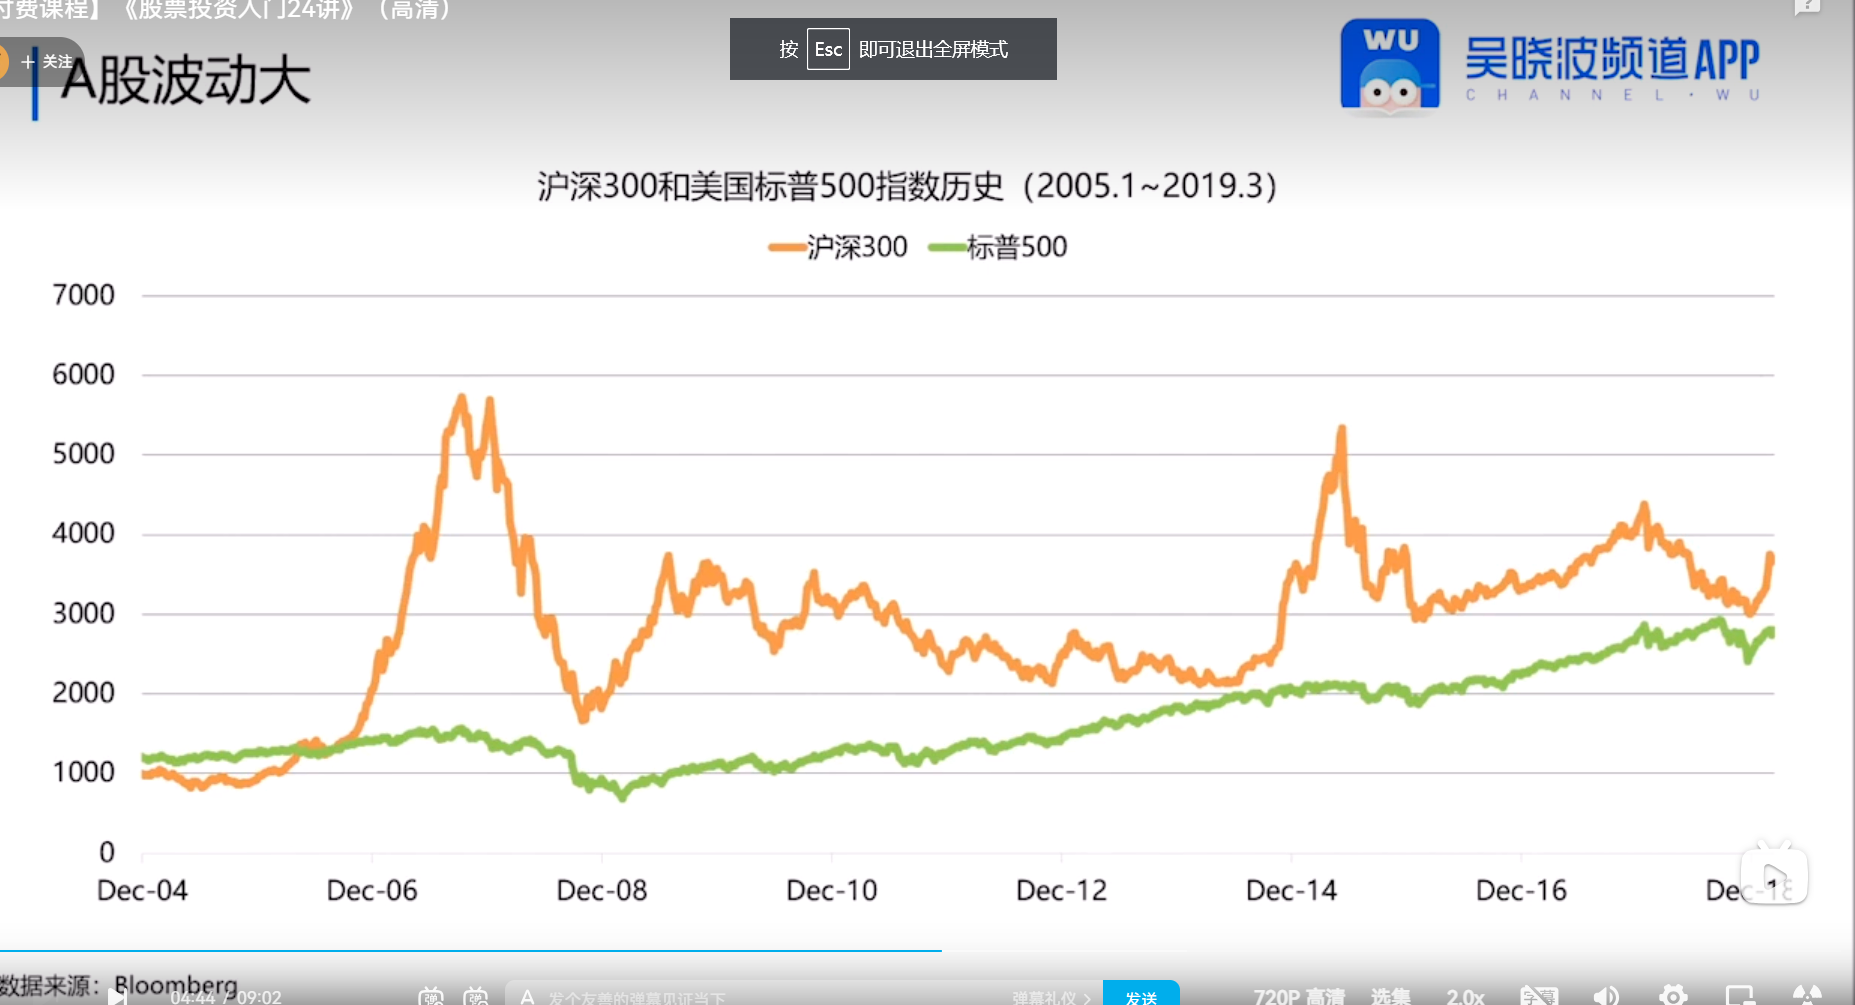 付费课程】《股票投资入门24讲》（高清）
+ 关注
A股波动大
按 Esc 即可退出全屏模式
WU
吴晓波频道APP
CHANNEL·WU
沪深300和美国标普500指数历史（2005.1~2019.3）
沪深300 标普500
7000
6000
5000
4000
3000
2000
1000
0
Dec-04 Dec-06 Dec-08 Dec-10 Dec-12 Dec-14 Dec-16 Dec-18
数据来源：Bloomberg
04:44 / 09:02
弹 弹
A 发个友善的弹幕见证当下
弹幕礼仪 >
发送
720P 高清 选集 2.0x 字幕